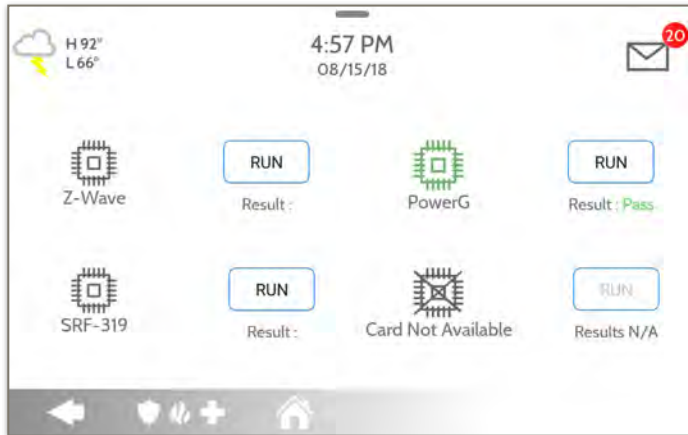 H 92°
L 66°
4:57 PM
08/15/18
20
Z-Wave
RUN
Result :
PowerG
RUN
Result : Pass
SRF-319
RUN
Result :
Card Not Available
RUN
Results N/A